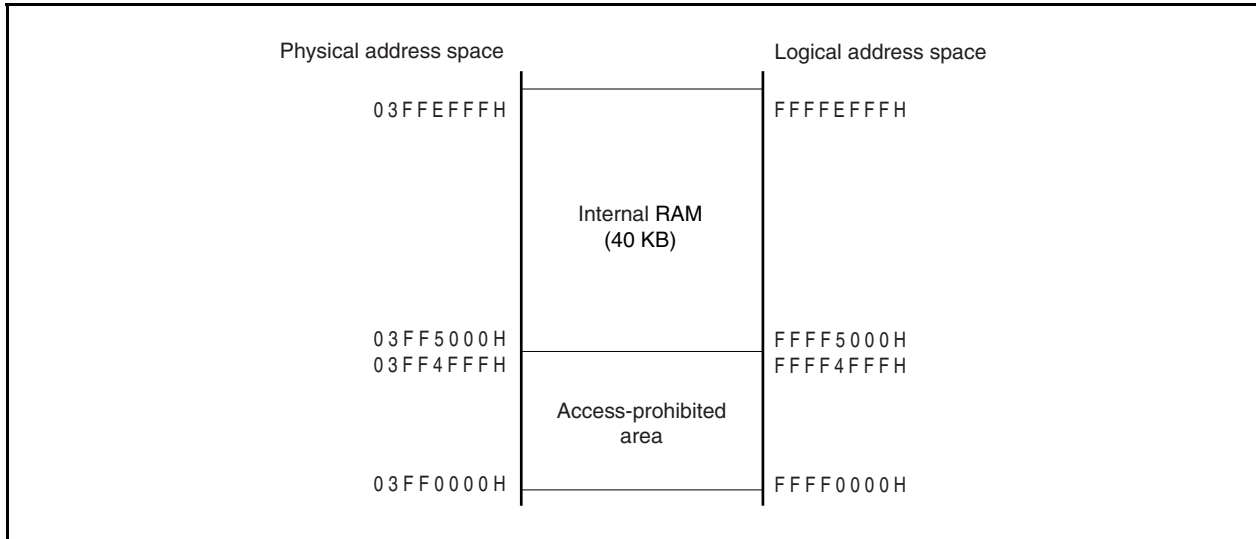 Physical address space
Logical address space
03FFEFFFH
FFFFEFFFH
Internal RAM
(40 KB)
03FF5000H
FFFF5000H
03FF4FFFH
FFFF4FFFH
Access-prohibited
area
03FF0000H
FFFF0000H